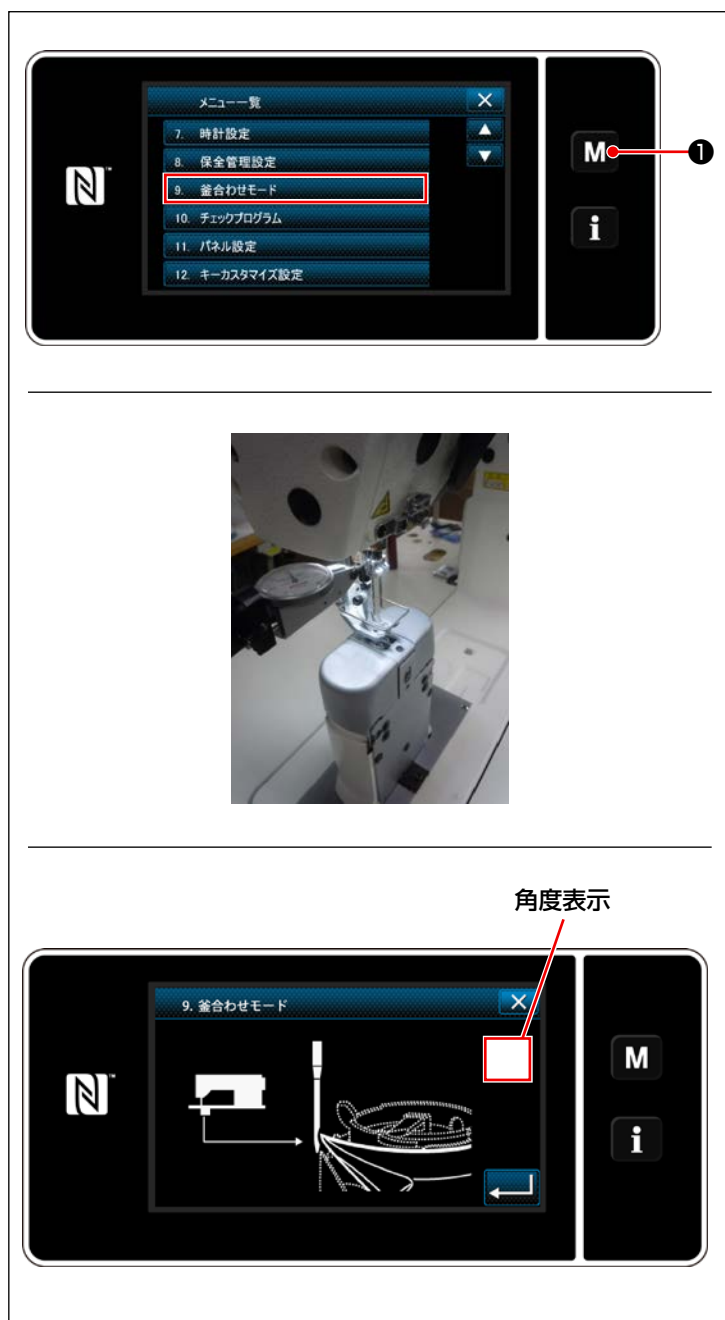 メニュー一覧
7. 時計設定
8. 保全管理設定
9. 釜合わせモード
10. チェックプログラム
11. パネル設定
12. キーカスタマイズ設定
M
❶
i
角度表示
9. 釜合わせモード
M
i